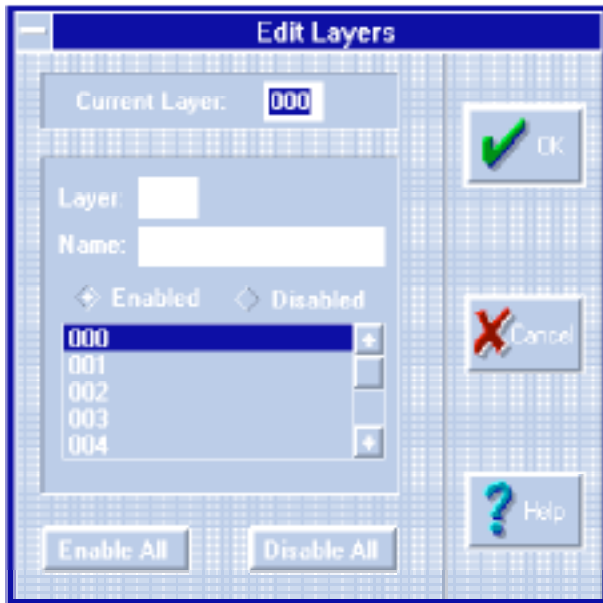 Edit Layers
Current Layer: 000
OK
Layer:
Name:
Enabled Disabled
000
001
002
003
004
Cancel
Help
Enable All Disable All